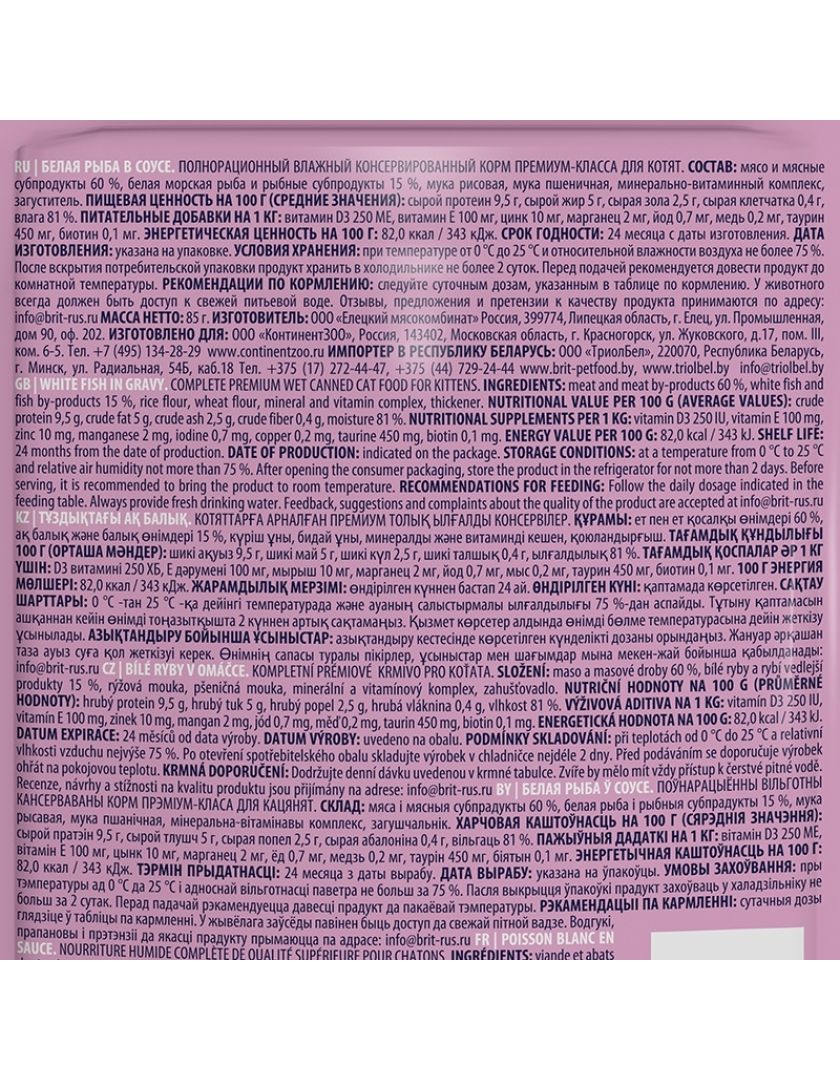 RU | БЕЛАЯ РЫБА В СОУСЕ. ПОЛНОРАЦИОННЫЙ ВЛАЖНЫЙ КОНСЕРВИРОВАННЫЙ КОРМ ПРЕМИУМ-КЛАССА ДЛЯ КОТЯТ. СОСТАВ: мясо и мясные
субпродукты 60 %, белая морская рыба и рыбные субпродукты 15 %, мука рисовая, мука пшеничная, минерально-витаминный комплекс,
загуститель. ПИЩЕВАЯ ЦЕННОСТЬ НА 100 Г (СРЕДНИЕ ЗНАЧЕНИЯ): сырой протеин 9,5 г, сырой жир 5 г, сырая зола 2,5 г, сырая клетчатка 0,4 г,
влага 81 %. ПИТАТЕЛЬНЫЕ ДОБАВКИ НА 1 КГ: витамин D3 250 МЕ, витамин Е 100 мг, цинк 10 мг, марганец 2 мг, йод 0,7 мг, медь 0,2 мг, таурин
450 мг, биотин 0,1 мг. ЭНЕРГЕТИЧЕСКАЯ ЦЕННОСТЬ НА 100 Г: 82,0 ккал / 343 кДж. СРОК ГОДНОСТИ: 24 месяца с даты изготовления. ДАТА
ИЗГОТОВЛЕНИЯ: указана на упаковке. УСЛОВИЯ ХРАНЕНИЯ: при температуре от 0 °С до 25 °С и относительной влажности воздуха не более 75 %.
После вскрытия потребительской упаковки продукт хранить в холодильнике не более 2 суток. Перед подачей рекомендуется довести продукт до
комнатной температуры. РЕКОМЕНДАЦИИ ПО КОРМЛЕНИЮ: следуйте суточным дозам, указанным в таблице по кормлению. У животного
всегда должен быть доступ к свежей питьевой воде. Отзывы, предложения и претензии к качеству продукта принимаются по адресу:
info@brit-rus.ru МАССА НЕТТО: 85 г. ИЗГОТОВИТЕЛЬ: ООО «Елецкий мясокомбинат» Россия, 399774, Липецкая область, г. Елец, ул. Промышленная,
дом 90, оф. 202. ИЗГОТОВЛЕНО ДЛЯ: ООО «КонтинентЗОО», Россия, 143402, Московская область, г. Красногорск, ул. Жуковского, д.17, пом. III,
ком. 6-5. Тел. +7 (495) 134-28-29 www.continentzoo.ru ИМПОРТЕР В РЕСПУБЛИКУ БЕЛАРУСЬ: ООО «ТриолБел», 220070, Республика Беларусь,
г. Минск, ул. Радиальная, 54Б, каб.18 Тел. +375 (17) 272-44-47, +375 (44) 729-24-44 www.brit-petfood.by, www.triolbel.by info@triolbel.by
GB | WHITE FISH IN GRAVY. COMPLETE PREMIUM WET CANNED CAT FOOD FOR KITTENS. INGREDIENTS: meat and meat by-products 60 %, white fish and
fish by-products 15 %, rice flour, wheat flour, mineral and vitamin complex, thickener. NUTRITIONAL VALUE PER 100 G (AVERAGE VALUES): crude
protein 9,5 g, crude fat 5 g, crude ash 2,5 g, crude fiber 0,4 g, moisture 81 %. NUTRITIONAL SUPPLEMENTS PER 1 KG: vitamin D3 250 IU, vitamin E 100 mg,
zinc 10 mg, manganese 2 mg, iodine 0,7 mg, copper 0,2 mg, taurine 450 mg, biotin 0,1 mg. ENERGY VALUE PER 100 G: 82,0 kcal / 343 kJ. SHELF LIFE:
24 months from the date of production. DATE OF PRODUCTION: indicated on the package. STORAGE CONDITIONS: at a temperature from 0 °C to 25 °C
and relative air humidity not more than 75 %. After opening the consumer packaging, store the product in the refrigerator for not more than 2 days. Before
serving, it is recommended to bring the product to room temperature. RECOMMENDATIONS FOR FEEDING: Follow the daily dosage indicated in the
feeding table. Always provide fresh drinking water. Feedback, suggestions and complaints about the quality of the product are accepted at info@brit-rus.ru
KZ | ТҰЗДЫҚТАҒЫ АҚ БАЛЫҚ. КОТЯТТАРҒА АРНАЛҒАН ПРЕМИУМ ТОЛЫҚ ЫЛҒАЛДЫ КОНСЕРВІЛЕР. ҚҰРАМЫ: ет пен ет қосалқы өнімдері 60 %,
ақ балық және балық өнімдері 15 %, күріш ұны, бидай ұны, минералды және витаминді кешен, қоюландырғыш. ТАҒАМДЫҚ ҚҰНДЫЛЫҒЫ
100 Г (ОРТАША МӘНДЕР): шикі ақуыз 9,5 г, шикі май 5 г, шикі күл 2,5 г, шикі талшық 0,4 г, ылғалдылық 81 %. ТАҒАМДЫҚ ҚОСПАЛАР ӘР 1 КГ
ҮШІН: D3 витамині 250 ХБ, Е дәрумені 100 мг, мырыш 10 мг, марганец 2 мг, йод 0,7 мг, мыс 0,2 мг, таурин 450 мг, биотин 0,1 мг. 100 Г ЭНЕРГИЯ
МӨЛШЕРІ: 82,0 ккал / 343 кДж. ЖАРАМДЫЛЫҚ МЕРЗІМІ: өндірілген күннен бастап 24 ай. ӨНДІРІЛГЕН КҮНІ: қаптамада көрсетілген. САҚТАУ
ШАРТТАРЫ: 0 °С -тан 25 °С -қа дейінгі температурада және ауаның салыстырмалы ылғалдылығы 75 %-дан аспайды. Тұтыну қаптамасын
ашқаннан кейін өнімді тоңазытқышта 2 күннен артық сақтамаңыз. Қызмет көрсетер алдында өнімді бөлме температурасына дейін жеткізу
ұсынылады. АЗЫҚТАНДЫРУ БОЙЫНША ҰСЫНЫСТАР: азықтандыру кестесінде көрсетілген күнделікті дозаны орындаңыз. Жануар әрқашан
таза ауыз суға қол жеткізуі керек. Өнімнің сапасы туралы пікірлер, ұсыныстар мен шағымдар мына мекен-жай бойынша қабылданады:
info@brit-rus.ru CZ | BÍLÉ RYBY V OMÁČCE. KOMPLETNÍ PRÉMIOVÉ KRMIVO PRO KOŤATA. SLOŽENÍ: maso a masové droby 60 %, bílé ryby a rybí vedlejší
produkty 15 %, rýžová mouka, pšeničná mouka, minerální a vitamínový komplex, zahušťovadlo. NUTRIČNÍ HODNOTY NA 100 G (PRŮMĚRNÉ
HODNOTY): hrubý protein 9,5 g, hrubý tuk 5 g, hrubý popel 2,5 g, hrubá vláknina 0,4 g, vlhkost 81 %. VÝŽIVOVÁ ADITIVA NA 1 KG: vitamín D3 250 IU,
vitamín E 100 mg, zinek 10 mg, mangan 2 mg, jód 0,7 mg, měď 0,2 mg, taurin 450 mg, biotin 0,1 mg. ENERGETICKÁ HODNOTA NA 100 G: 82,0 kcal / 343 kJ.
DATUM EXPIRACE: 24 měsíců od data výroby. DATUM VÝROBY: uvedeno na obalu. PODMÍNKY SKLADOVÁNÍ: při teplotách od 0 °C do 25 °C a relativní
vlhkosti vzduchu nejvýše 75 %. Po otevření spotřebitelského obalu skladujte výrobek v chladničce nejdéle 2 dny. Před podáváním se doporučuje výrobek
ohřát na pokojovou teplotu. KRMNÁ DOPORUČENÍ: Dodržujte denní dávku uvedenou v krmné tabulce. Zvíře by mělo mít vždy přístup k čerstvé pitné vodě.
Recenze, návrhy a stížnosti na kvalitu produktu jsou přijímány na adrese: info@brit-rus.ru BY | БЕЛАЯ РЫБА Ў СОУСЕ. ПОЎНАРАЦЫЁННЫ ВІЛЬГОТНЫ
КАНСЕРВАВАНЫ КОРМ ПРЭМІУМ-КЛАСА ДЛЯ КАЦЯНЯТ. СКЛАД: мяса і мясныя субпрадукты 60 %, белая рыба і рыбныя субпрадукты 15 %, мука
рысавая, мука пшанічная, мінеральна-вітамінавы комплекс, загушчальнік. ХАРЧОВАЯ КАШТОЎНАСЦЬ НА 100 Г (СЯРЭДНІЯ ЗНАЧЭННІ):
сырой пратэін 9,5 г, сырой тлушч 5 г, сырая попел 2,5 г, сырая абалоніна 0,4 г, вільгаць 81 %. ПАЖЫЎНЫЯ ДАДАТКІ НА 1 КГ: вітамін D3 250 МЕ,
вітамін Е 100 мг, цынк 10 мг, марганец 2 мг, ёд 0,7 мг, медзь 0,2 мг, таурін 450 мг, біятын 0,1 мг. ЭНЕРГЕТЫЧНАЯ КАШТОЎНАСЦЬ НА 100 Г:
82,0 ккал / 343 кДж. ТЭРМІН ПРЫДАТНАСЦІ: 24 месяца з даты вырабу. ДАТА ВЫРАБУ: указана на ўпакоўцы. УМОВЫ ЗАХОЎВАННЯ: пры
тэмпературы ад 0 °С да 25 °С і адноснай вільготнасці паветра не больш за 75 %. Пасля выкрыцця ўпакоўкі прадукт захоўваць у халадзільніку не
больш за 2 сутак. Перад падачай рэкамендуецца давесці прадукт да пакаёвай тэмпературы. РЭКАМЕНДАЦЫІ ПА КАРМЛЕННІ: сутачныя дозы
глядзіце ў табліцы па кармленні. У жывёлага заўсёды павінен быць доступ да свежай пітной вадзе. Водгукі,
прапановы і прэтэнзіі да якасці прадукту прымаюцца па адрасе: info@brit-rus.ru FR | POISSON BLANC EN
SAUCE. NOURRITURE HUMIDE COMPLÈTE DE QUALITÉ SUPÉRIEURE POUR CHATONS. INGRÉDIENTS: viande et abats